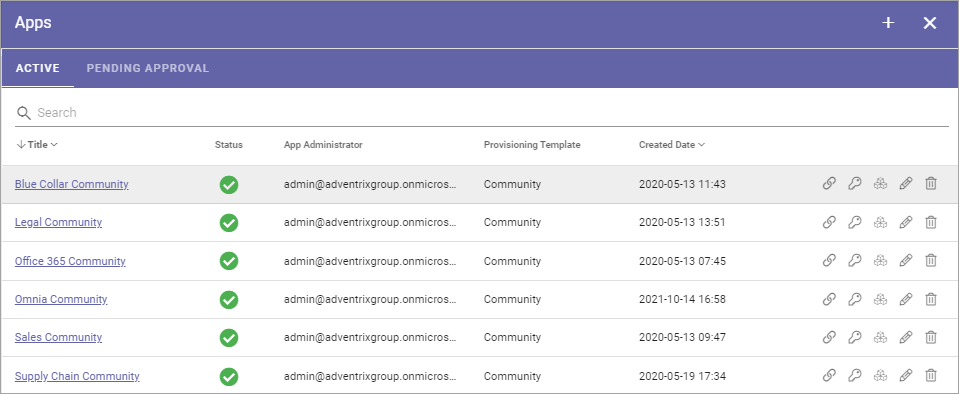 Apps
ACTIVE PENDING APPROVAL
Search
Title Status App Administrator Provisioning Template Created Date
Blue Collar Community admin@adventrixgroup.onmicros... Community 2020-05-13 11:43
Legal Community admin@adventrixgroup.onmicros... Community 2020-05-13 13:51
Office 365 Community admin@adventrixgroup.onmicros... Community 2020-05-13 07:45
Omnia Community admin@adventrixgroup.onmicros... Community 2021-10-14 16:58
Sales Community admin@adventrixgroup.onmicros... Community 2020-05-13 09:47
Supply Chain Community admin@adventrixgroup.onmicros... Community 2020-05-19 17:34